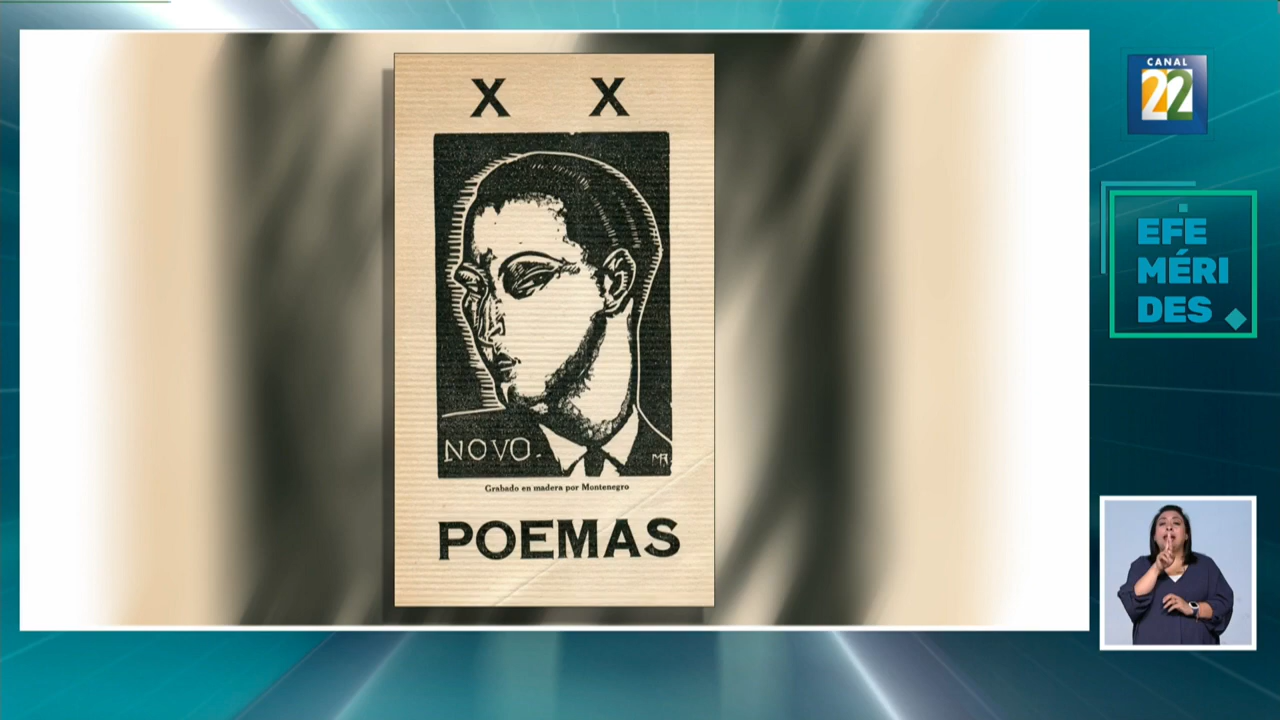 X X
NOVO.
MR
Grabado en madera por Montenegro
POEMAS
CANAL
22
EFE
MÉRI
DES